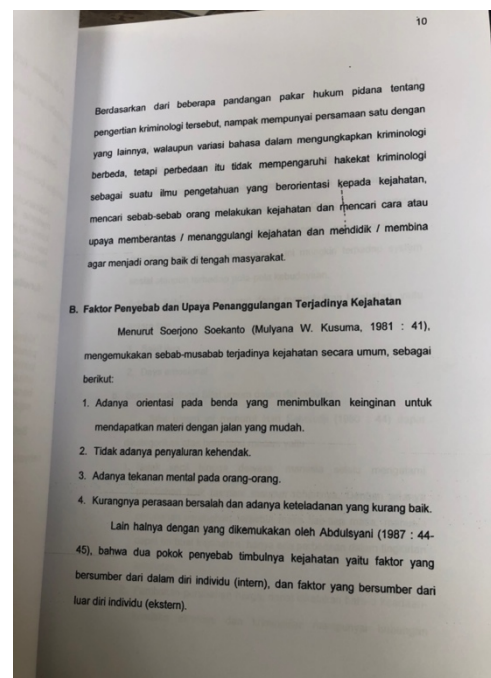 10
Berdasarkan dari beberapa pandangan pakar hukum pidana tentang
pengertian kriminologi tersebut, nampak mempunyai persamaan satu dengan
yang lainnya, walaupun variasi bahasa dalam mengungkapkan kriminologi
berbeda, tetapi perbedaan itu tidak mempengaruhi hakekat kriminologi
sebagai suatu ilmu pengetahuan yang berorientasi kepada kejahatan,
mencari sebab-sebab orang melakukan kejahatan dan mencari cara atau
upaya memberantas / menanggulangi kejahatan dan mendidik / membina
agar menjadi orang baik di tengah masyarakat.
B. Faktor Penyebab dan Upaya Penanggulangan Terjadinya Kejahatan
Menurut Soerjono Soekanto (Mulyana W. Kusuma, 1981 : 41),
mengemukakan sebab-musabab terjadinya kejahatan secara umum, sebagai
berikut:
1. Adanya orientasi pada benda yang menimbulkan keinginan untuk
mendapatkan materi dengan jalan yang mudah.
2. Tidak adanya penyaluran kehendak.
3. Adanya tekanan mental pada orang-orang.
4. Kurangnya perasaan bersalah dan adanya keteladanan yang kurang baik.
Lain halnya dengan yang dikemukakan oleh Abdulsyani (1987 : 44-
45), bahwa dua pokok penyebab timbulnya kejahatan yaitu faktor yang
bersumber dari dalam diri individu (intern), dan faktor yang bersumber dari
luar diri individu (ekstern).